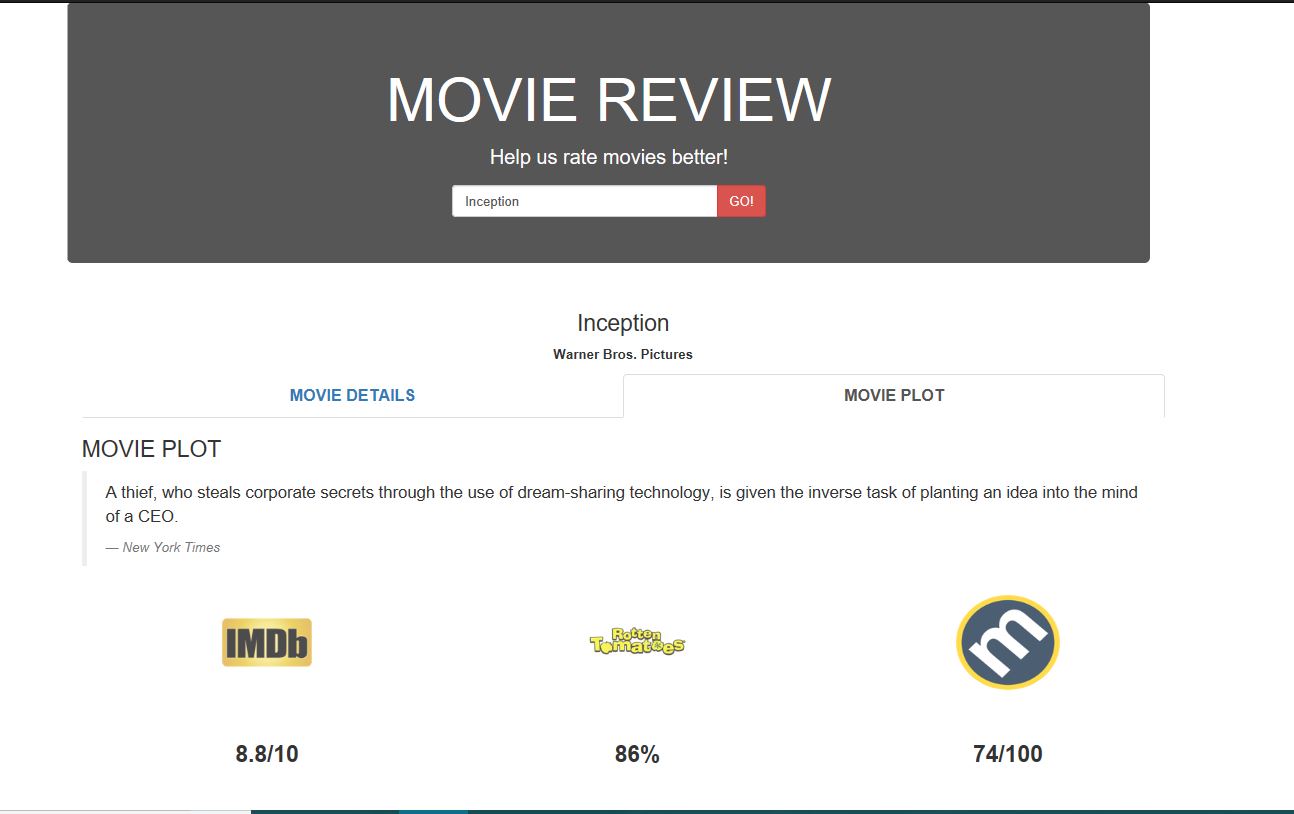 MOVIE REVIEW
Help us rate movies better!
Inception GO!
Inception
Warner Bros. Pictures
MOVIE DETAILS MOVIE PLOT
MOVIE PLOT
A thief, who steals corporate secrets through the use of dream-sharing technology, is given the inverse task of planting an idea into the mind
of a CEO.
— New York Times
IMDb Rotten Tomatoes m
8.8/10 86% 74/100